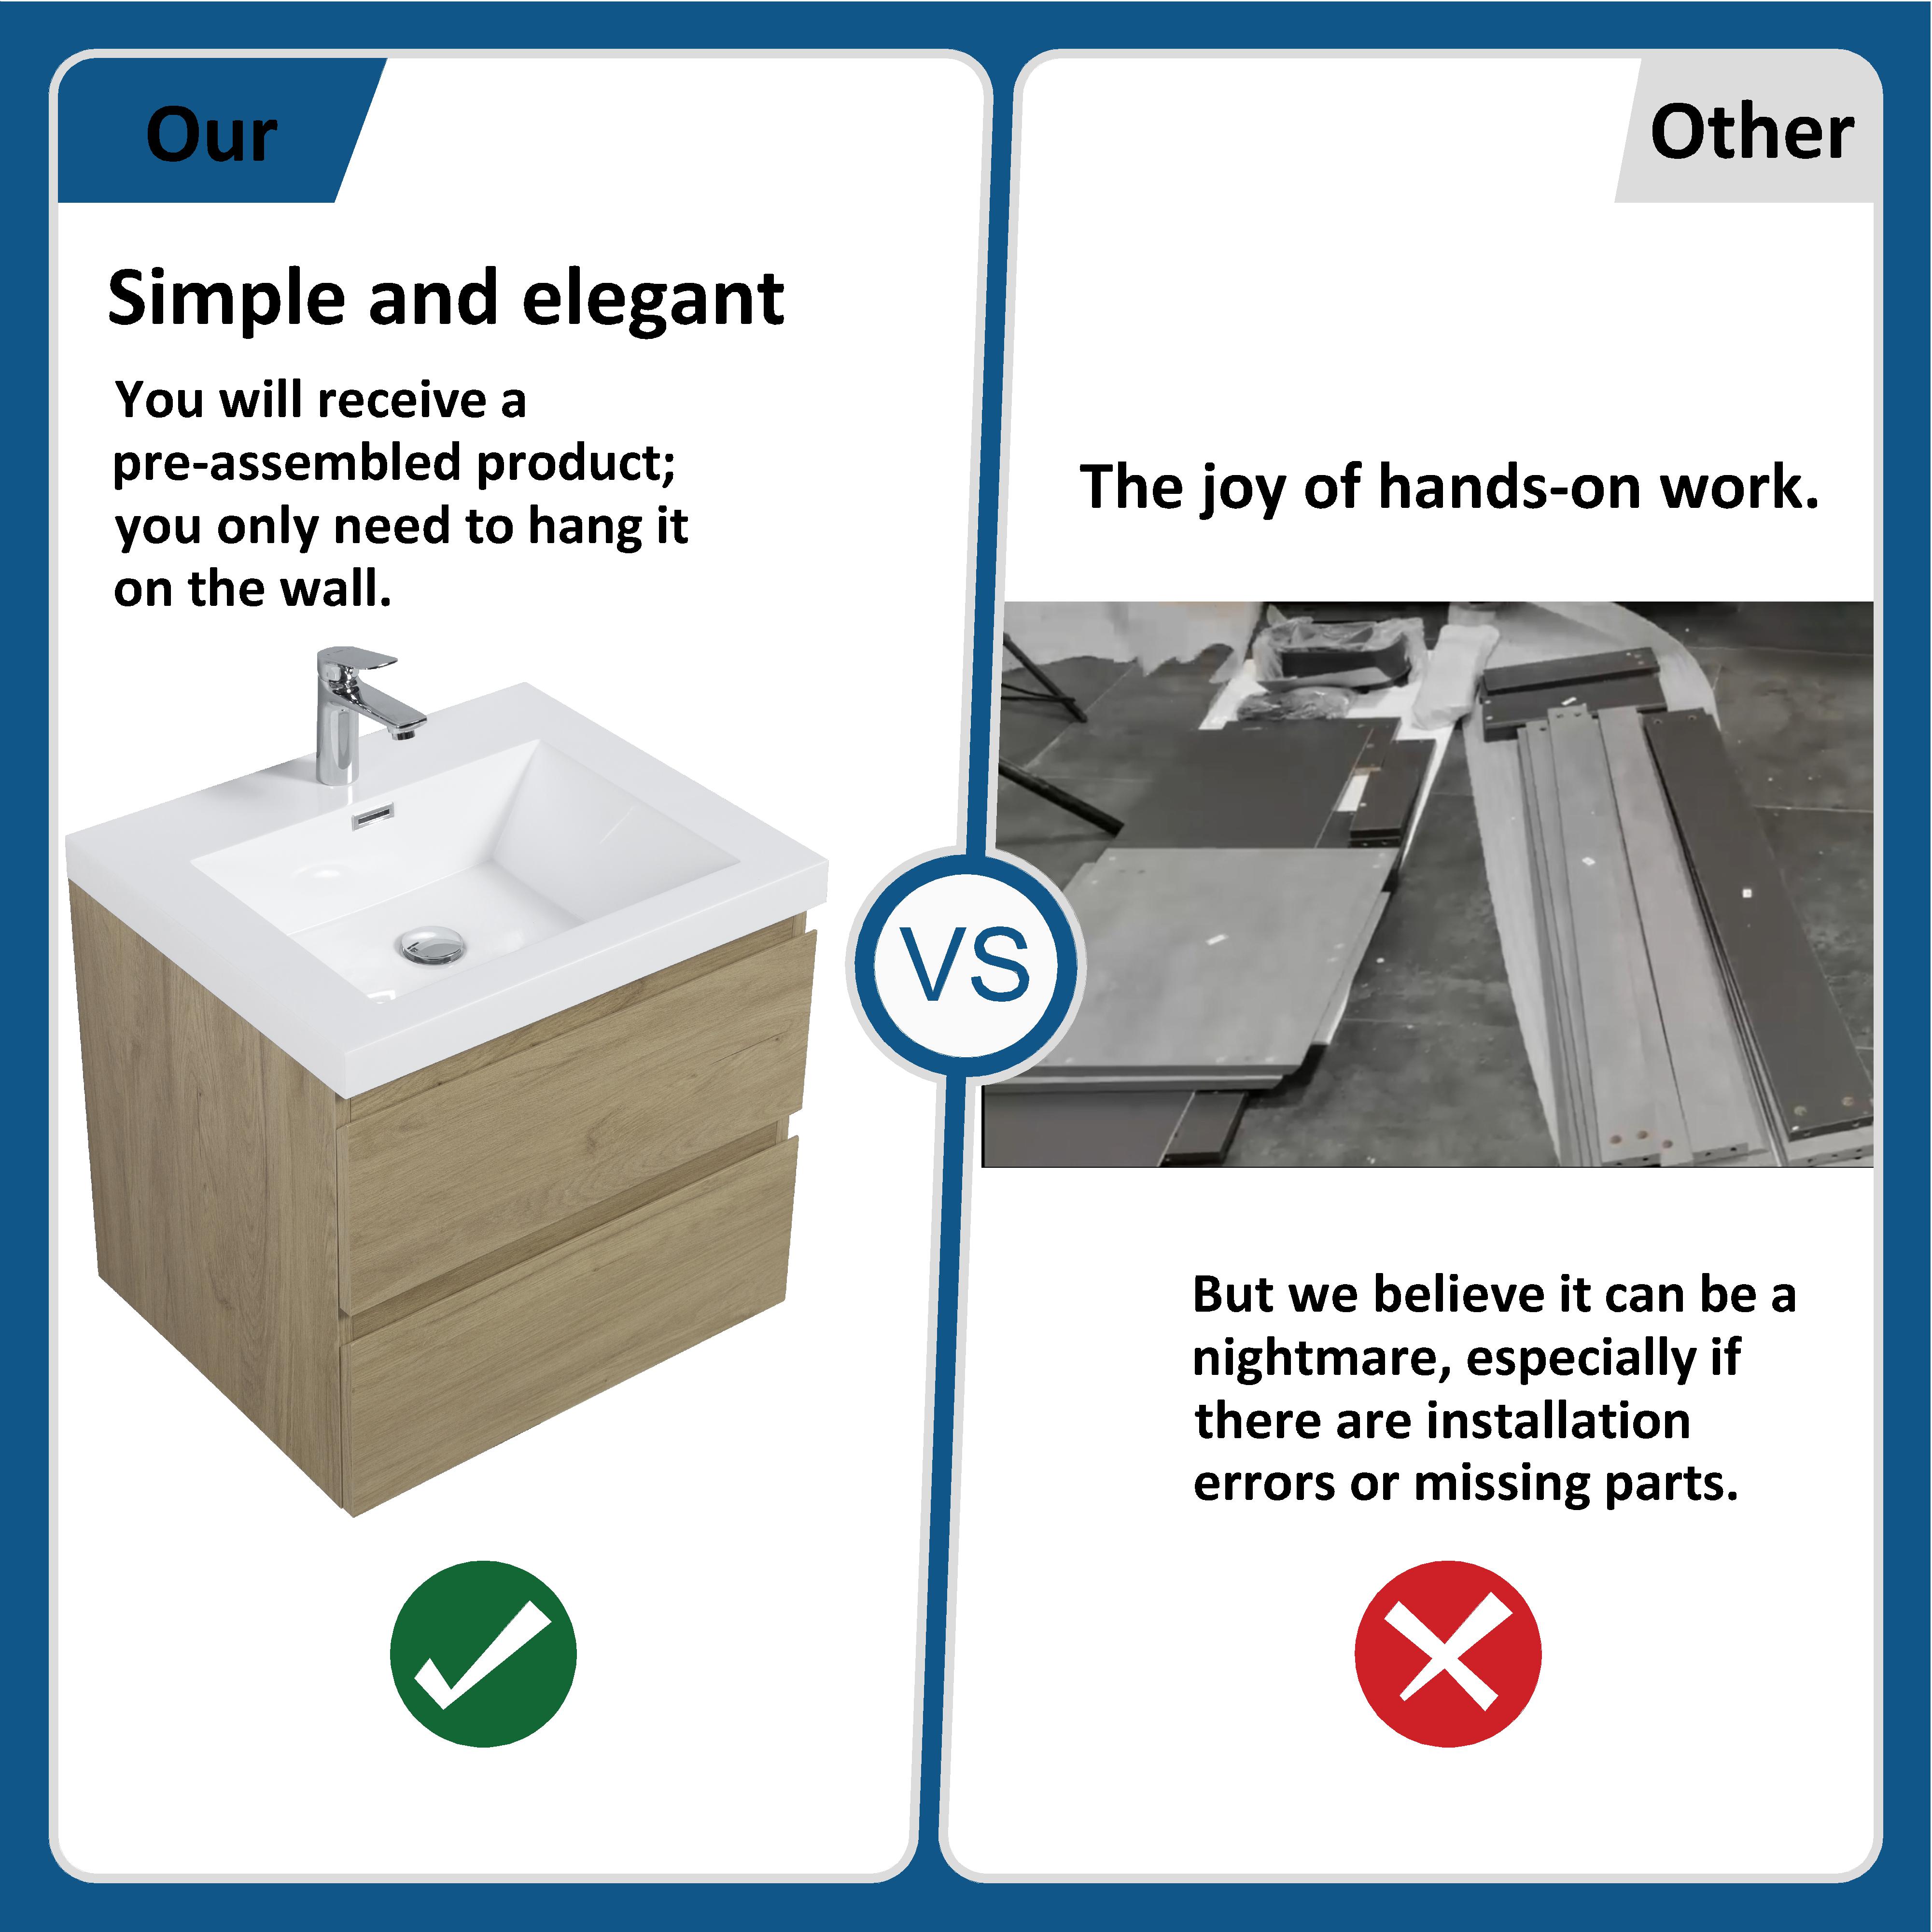 Our
Simple and elegant
You will receive a
pre-assembled product;
you only need to hang it
on the wall.
VS
Other
The joy of hands-on work.
But we believe it can be a
nightmare, especially if
there are installation
errors or missing parts.